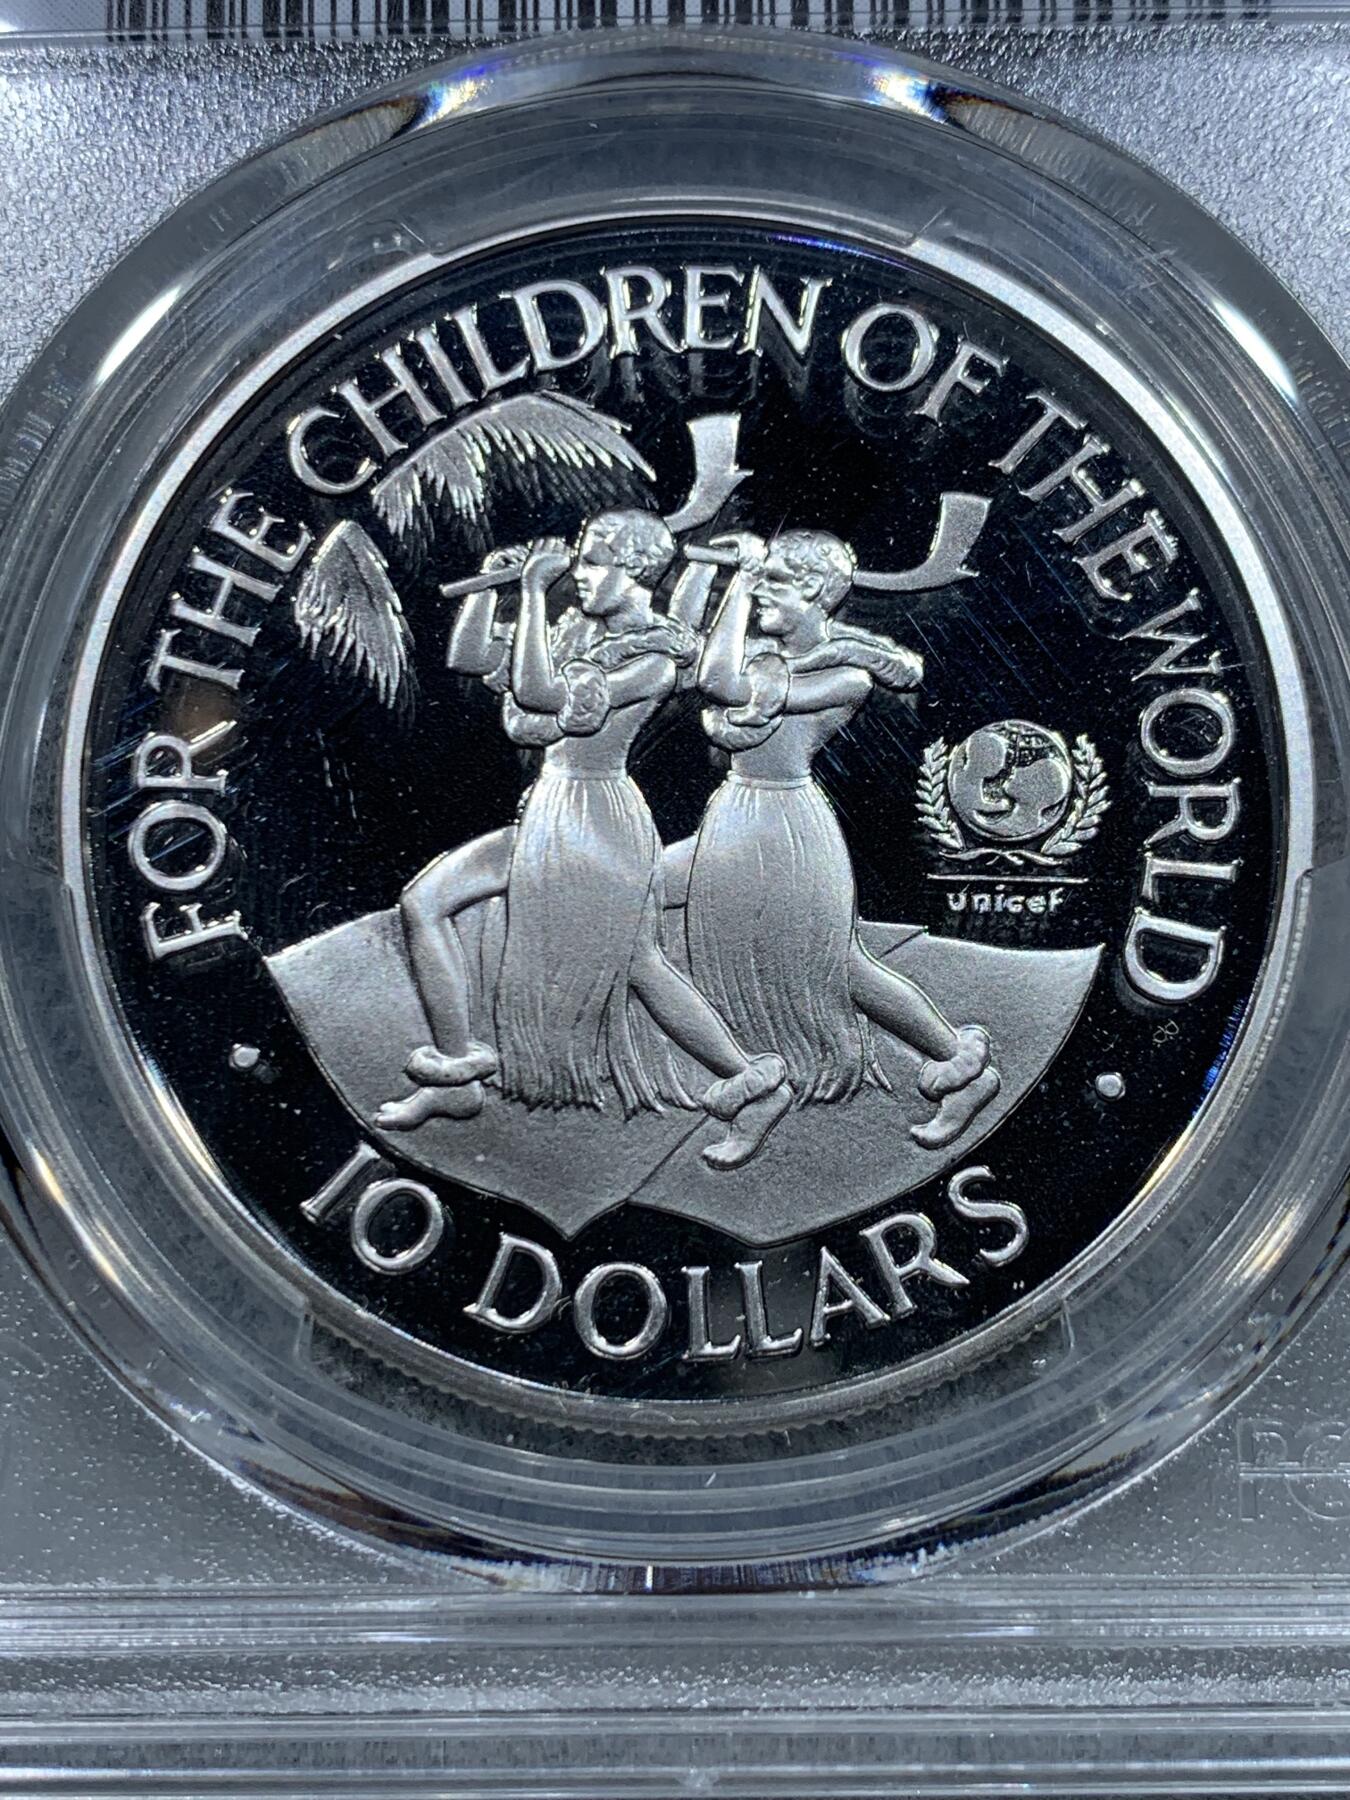 FOR THE CHILDREN OF THE WORLD
unicef
10 DOLLARS